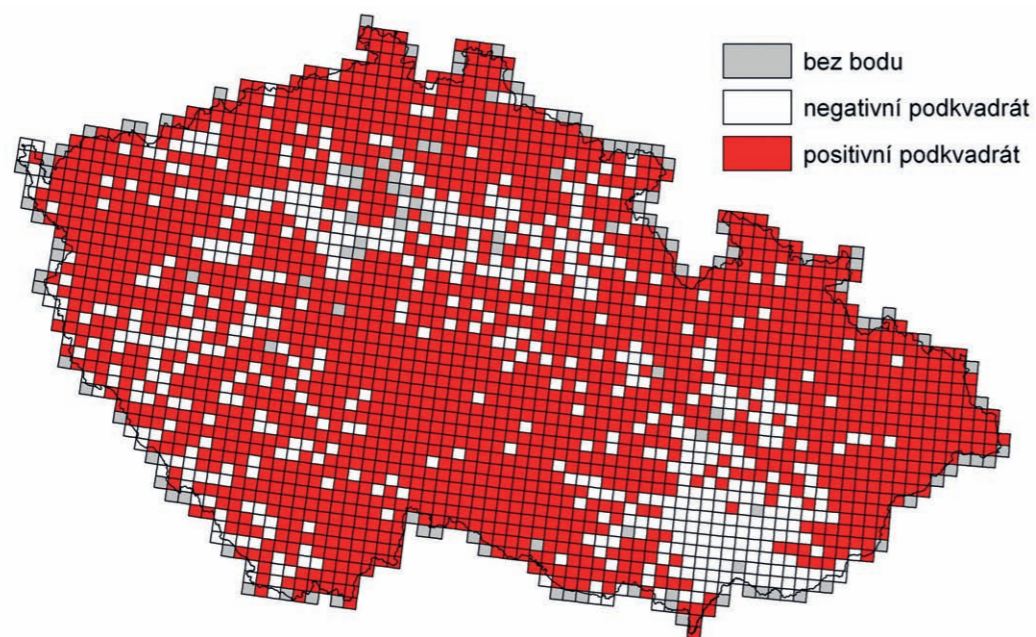 bez bodu
negativní podkvadrát
positivní podkvadrát